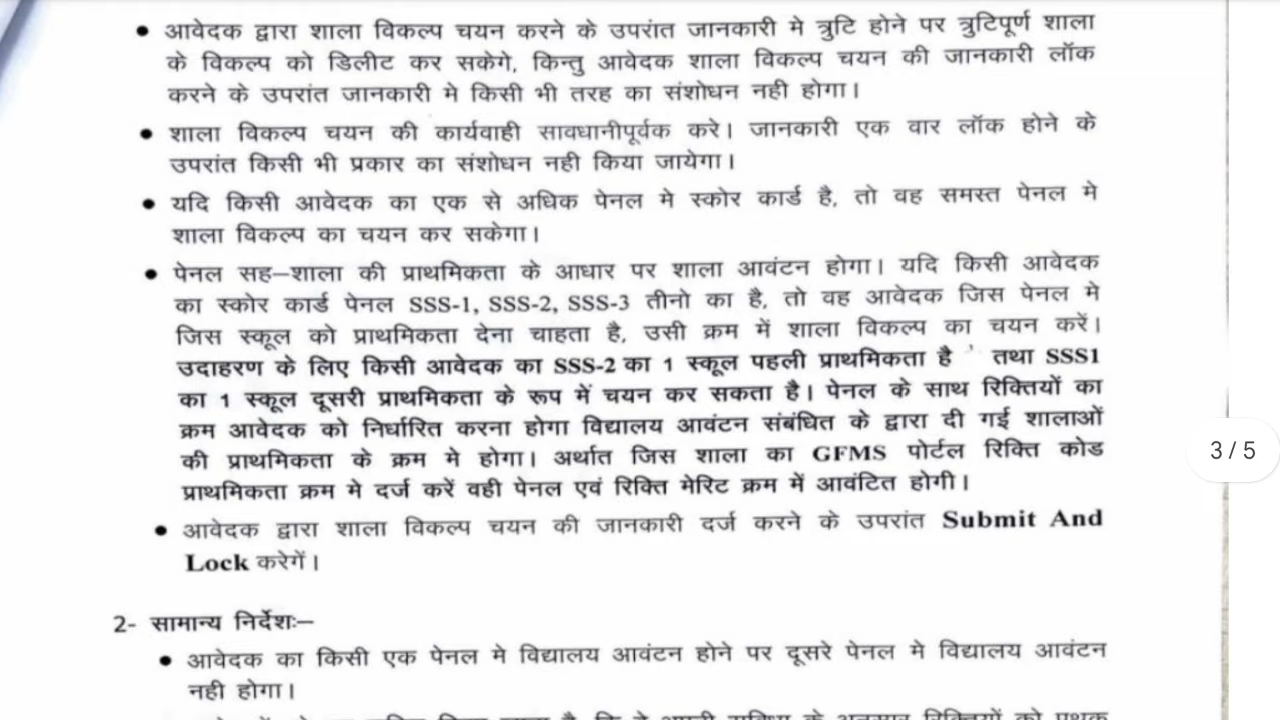 • आवेदक द्वारा शाला विकल्प चयन करने के उपरांत जानकारी मे त्रुटि होने पर त्रुटिपूर्ण शाला
के विकल्प को डिलीट कर सकेगे, किन्तु आवेदक शाला विकल्प चयन की जानकारी लॉक
करने के उपरांत जानकारी मे किसी भी तरह का संशोधन नही होगा।
• शाला विकल्प चयन की कार्यवाही सावधानीपूर्वक करे। जानकारी एक वार लॉक होने के
उपरांत किसी भी प्रकार का संशोधन नही किया जायेगा।
• यदि किसी आवेदक का एक से अधिक पेनल मे स्कोर कार्ड है, तो वह समस्त पेनल मे
शाला विकल्प का चयन कर सकेगा।
• पेनल सह–शाला की प्राथमिकता के आधार पर शाला आवंटन होगा। यदि किसी आवेदक
का स्कोर कार्ड पेनल SSS-1, SSS-2, SSS-3 तीनो का है, तो वह आवेदक जिस पेनल मे
जिस स्कूल को प्राथमिकता देना चाहता है, उसी क्रम में शाला विकल्प का चयन करें।
उदाहरण के लिए किसी आवेदक का SSS-2 का 1 स्कूल पहली प्राथमिकता है तथा SSS1
का 1 स्कूल दूसरी प्राथमिकता के रूप में चयन कर सकता है। पेनल के साथ रिक्तियों का
क्रम आवेदक को निर्धारित करना होगा विद्यालय आवंटन संबंधित के द्वारा दी गई शालाओं
की प्राथमिकता के क्रम मे होगा। अर्थात जिस शाला का GFMS पोर्टल रिक्ति कोड
प्राथमिकता क्रम मे दर्ज करें वही पेनल एवं रिक्ति मेरिट क्रम में आवंटित होगी।
• आवेदक द्वारा शाला विकल्प चयन की जानकारी दर्ज करने के उपरांत Submit And
Lock करेगें।
2- सामान्य निर्देशः–
• आवेदक का किसी एक पेनल मे विद्यालय आवंटन होने पर दूसरे पेनल मे विद्यालय आवंटन
नही होगा।
3 / 5